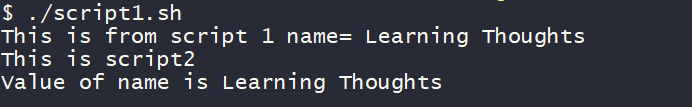 $ ./script1.sh
This is from script 1 name= Learning Thoughts
This is script2
Value of name is Learning Thoughts